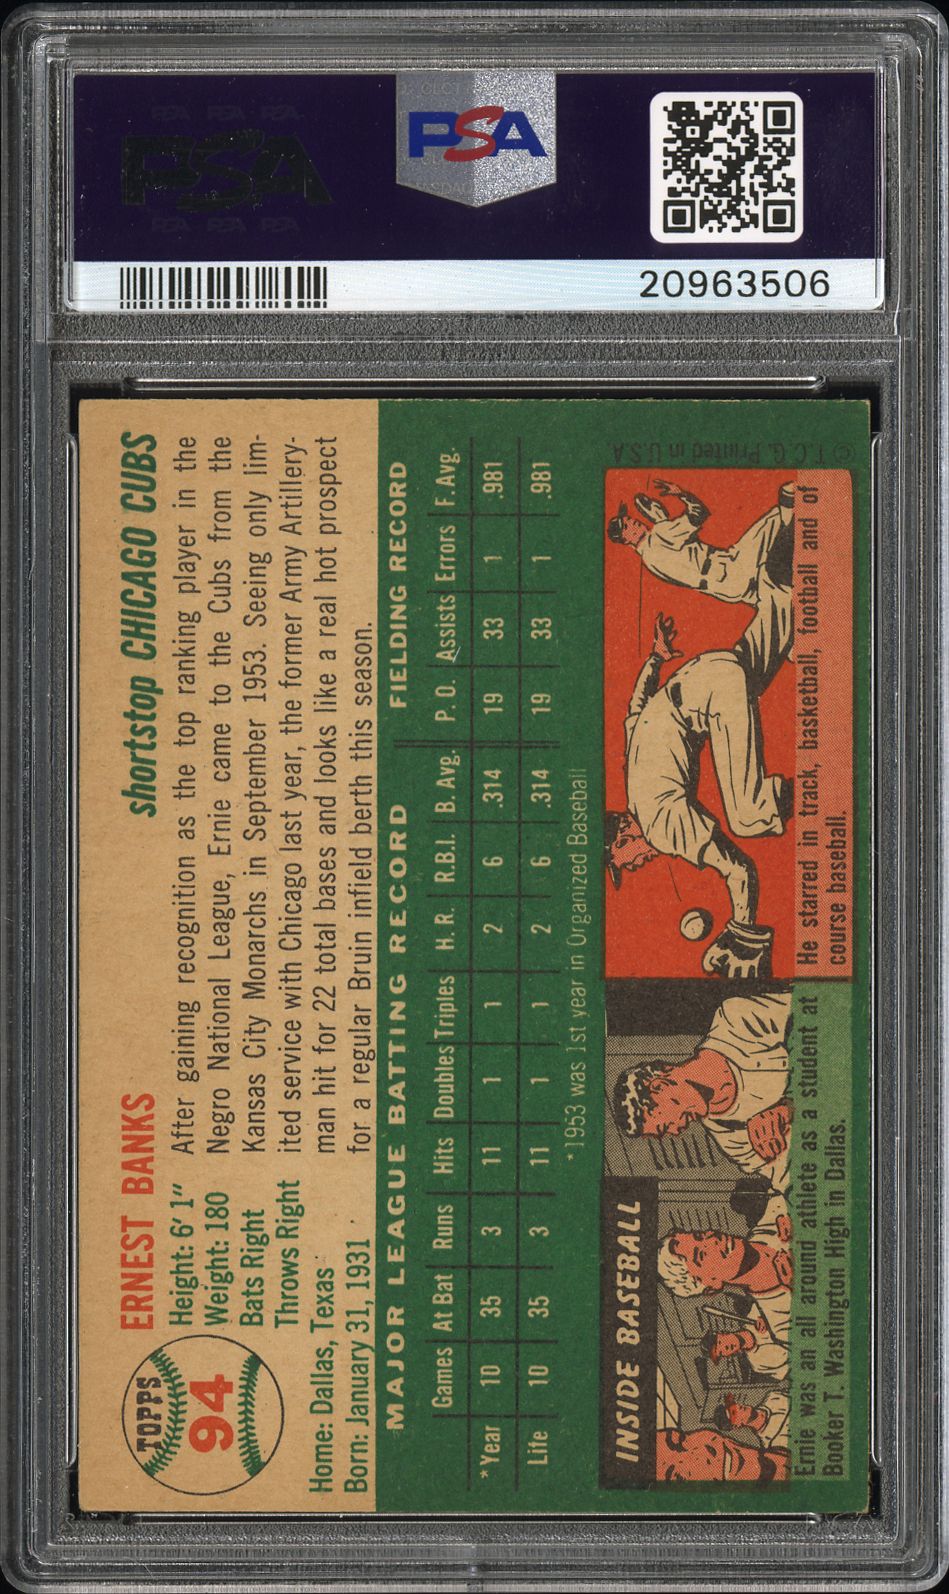 PSA
20963506
TOPPS
94
ERNEST BANKS
shortstop CHICAGO CUBS
Height: 6' 1"
Weight: 180
Bats Right
Throws Right
Home: Dallas, Texas
Born: January 31, 1931
After gaining recognition as the top ranking player in the
Negro National League, Ernie came to the Cubs from the
Kansas City Monarchs in September 1953. Seeing only lim-
ited service with Chicago last year, the former Army Artillery-
man hit for 22 total bases and looks like a real hot prospect
for a regular Bruin infield berth this season.
MAJOR LEAGUE BATTING RECORD FIELDING RECORD
Games At Bat Runs Hits Doubles Triples H. R. R.B.I. B. Avg. P. O. Assists Errors F. Avg.
*Year 10 35 3 11 1 1 2 6 .314 19 33 1 .981
Life 10 35 3 11 1 1 2 6 .314 19 33 1 .981
*1953 was 1st year in Organized Baseball
INSIDE BASEBALL
Ernie was an all around athlete as a student at
Booker T. Washington High in Dallas.
He starred in track, basketball, football and of
course baseball.
© T.C.G. Printed in U.S.A.